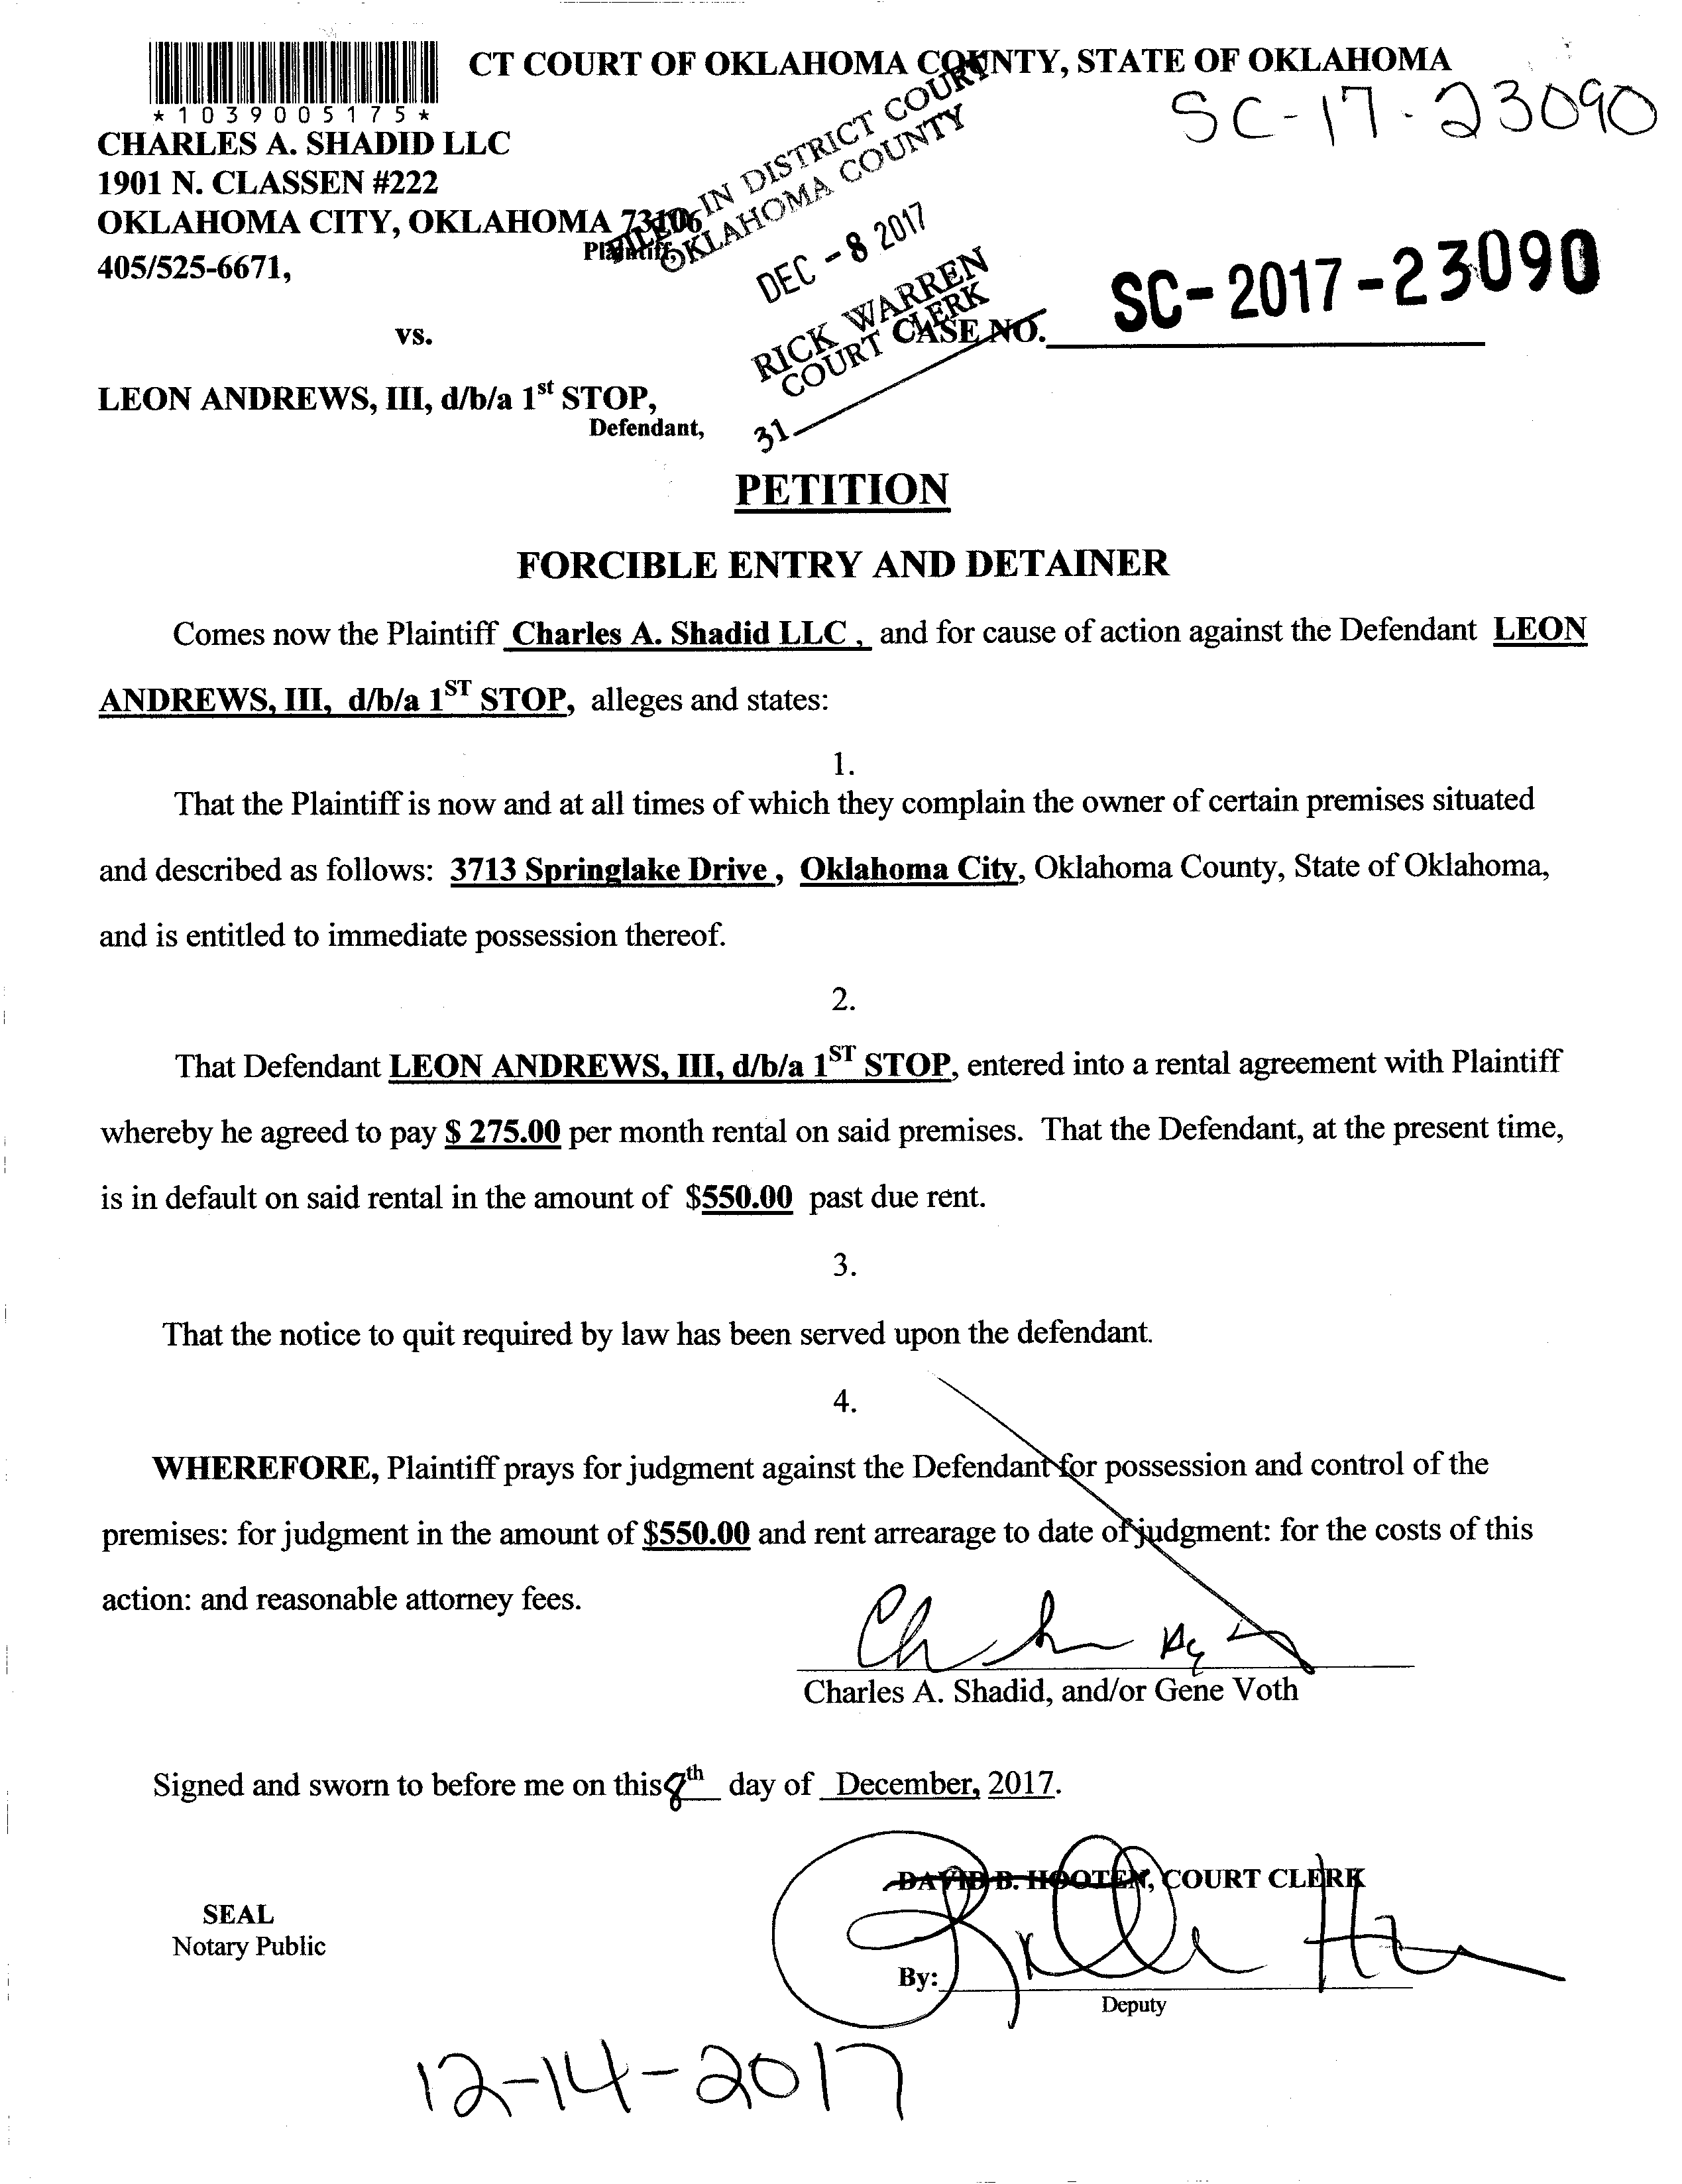 CT COURT OF OKLAHOMA COUNTY, STATE OF OKLAHOMA
*1039005175*
SC-17-23090
CHARLES A. SHADID LLC
1901 N. CLASSEN #222
OKLAHOMA CITY, OKLAHOMA 73106
Plaintiff,
405/525-6671,
FILED IN DISTRICT COURT
OKLAHOMA COUNTY
DEC -8 2017
RICK WARREN
COURT CLERK
31
vs.
CASE NO. SC-2017-23090
LEON ANDREWS, III, d/b/a 1st STOP,
Defendant,
PETITION
FORCIBLE ENTRY AND DETAINER
Comes now the Plaintiff Charles A. Shadid LLC , and for cause of action against the Defendant LEON
ANDREWS, III, d/b/a 1ST STOP, alleges and states:
1.
That the Plaintiff is now and at all times of which they complain the owner of certain premises situated
and described as follows: 3713 Springlake Drive , Oklahoma City, Oklahoma County, State of Oklahoma,
and is entitled to immediate possession thereof.
2.
That Defendant LEON ANDREWS, III, d/b/a 1ST STOP, entered into a rental agreement with Plaintiff
whereby he agreed to pay $ 275.00 per month rental on said premises. That the Defendant, at the present time,
is in default on said rental in the amount of $550.00 past due rent.
3.
That the notice to quit required by law has been served upon the defendant.
4.
WHEREFORE, Plaintiff prays for judgment against the Defendant for possession and control of the
premises: for judgment in the amount of $550.00 and rent arrearage to date of judgment: for the costs of this
action: and reasonable attorney fees.
Charles A. Shadid, and/or Gene Voth
Signed and sworn to before me on this 8th day of December, 2017.
DAVID B. HOOTEN, COURT CLERK
SEAL
Notary Public
By:
Deputy
12-14-2017